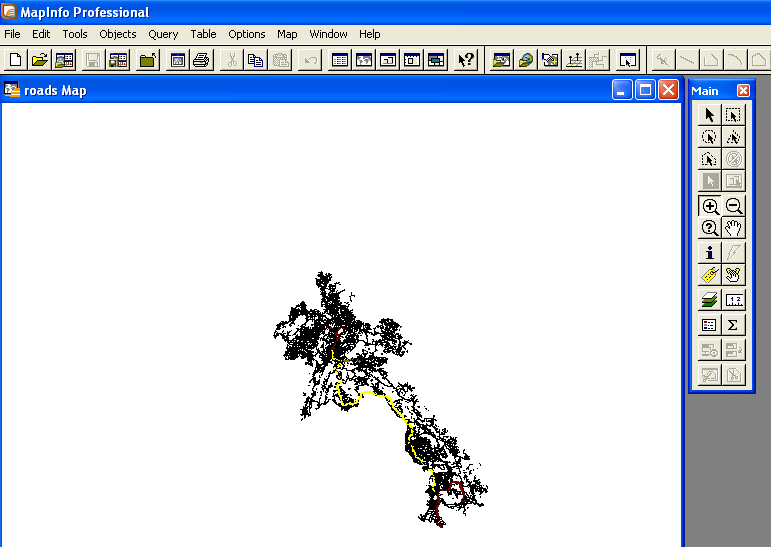 MapInfo Professional
File Edit Tools Objects Query Table Options Map Window Help
roads Map
Main